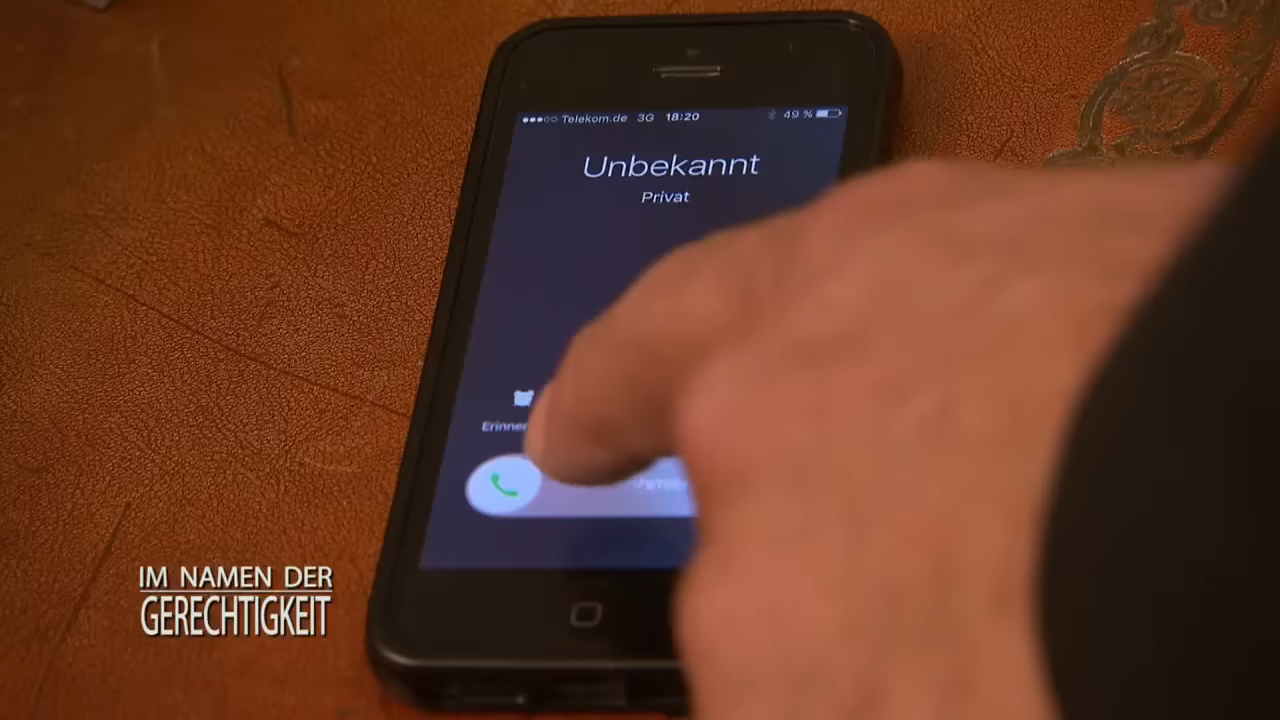 ●●●○○ Telekom.de 3G 18:20 49 %
Unbekannt
Privat
IM NAMEN DER
GERECHTIGKEIT